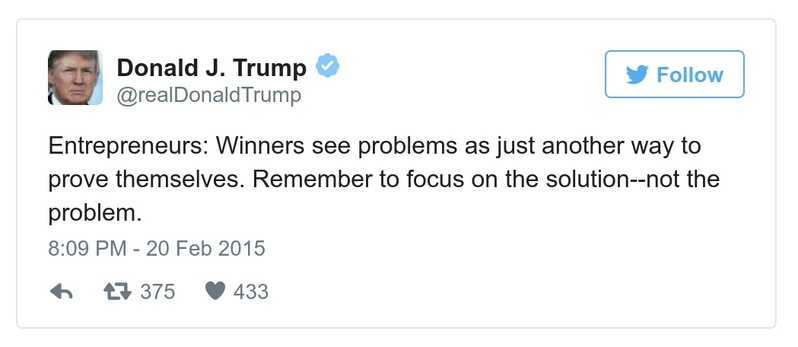 Donald J. Trump
@realDonaldTrump
Follow
Entrepreneurs: Winners see problems as just another way to
prove themselves. Remember to focus on the solution--not the
problem.
8:09 PM - 20 Feb 2015
375 433